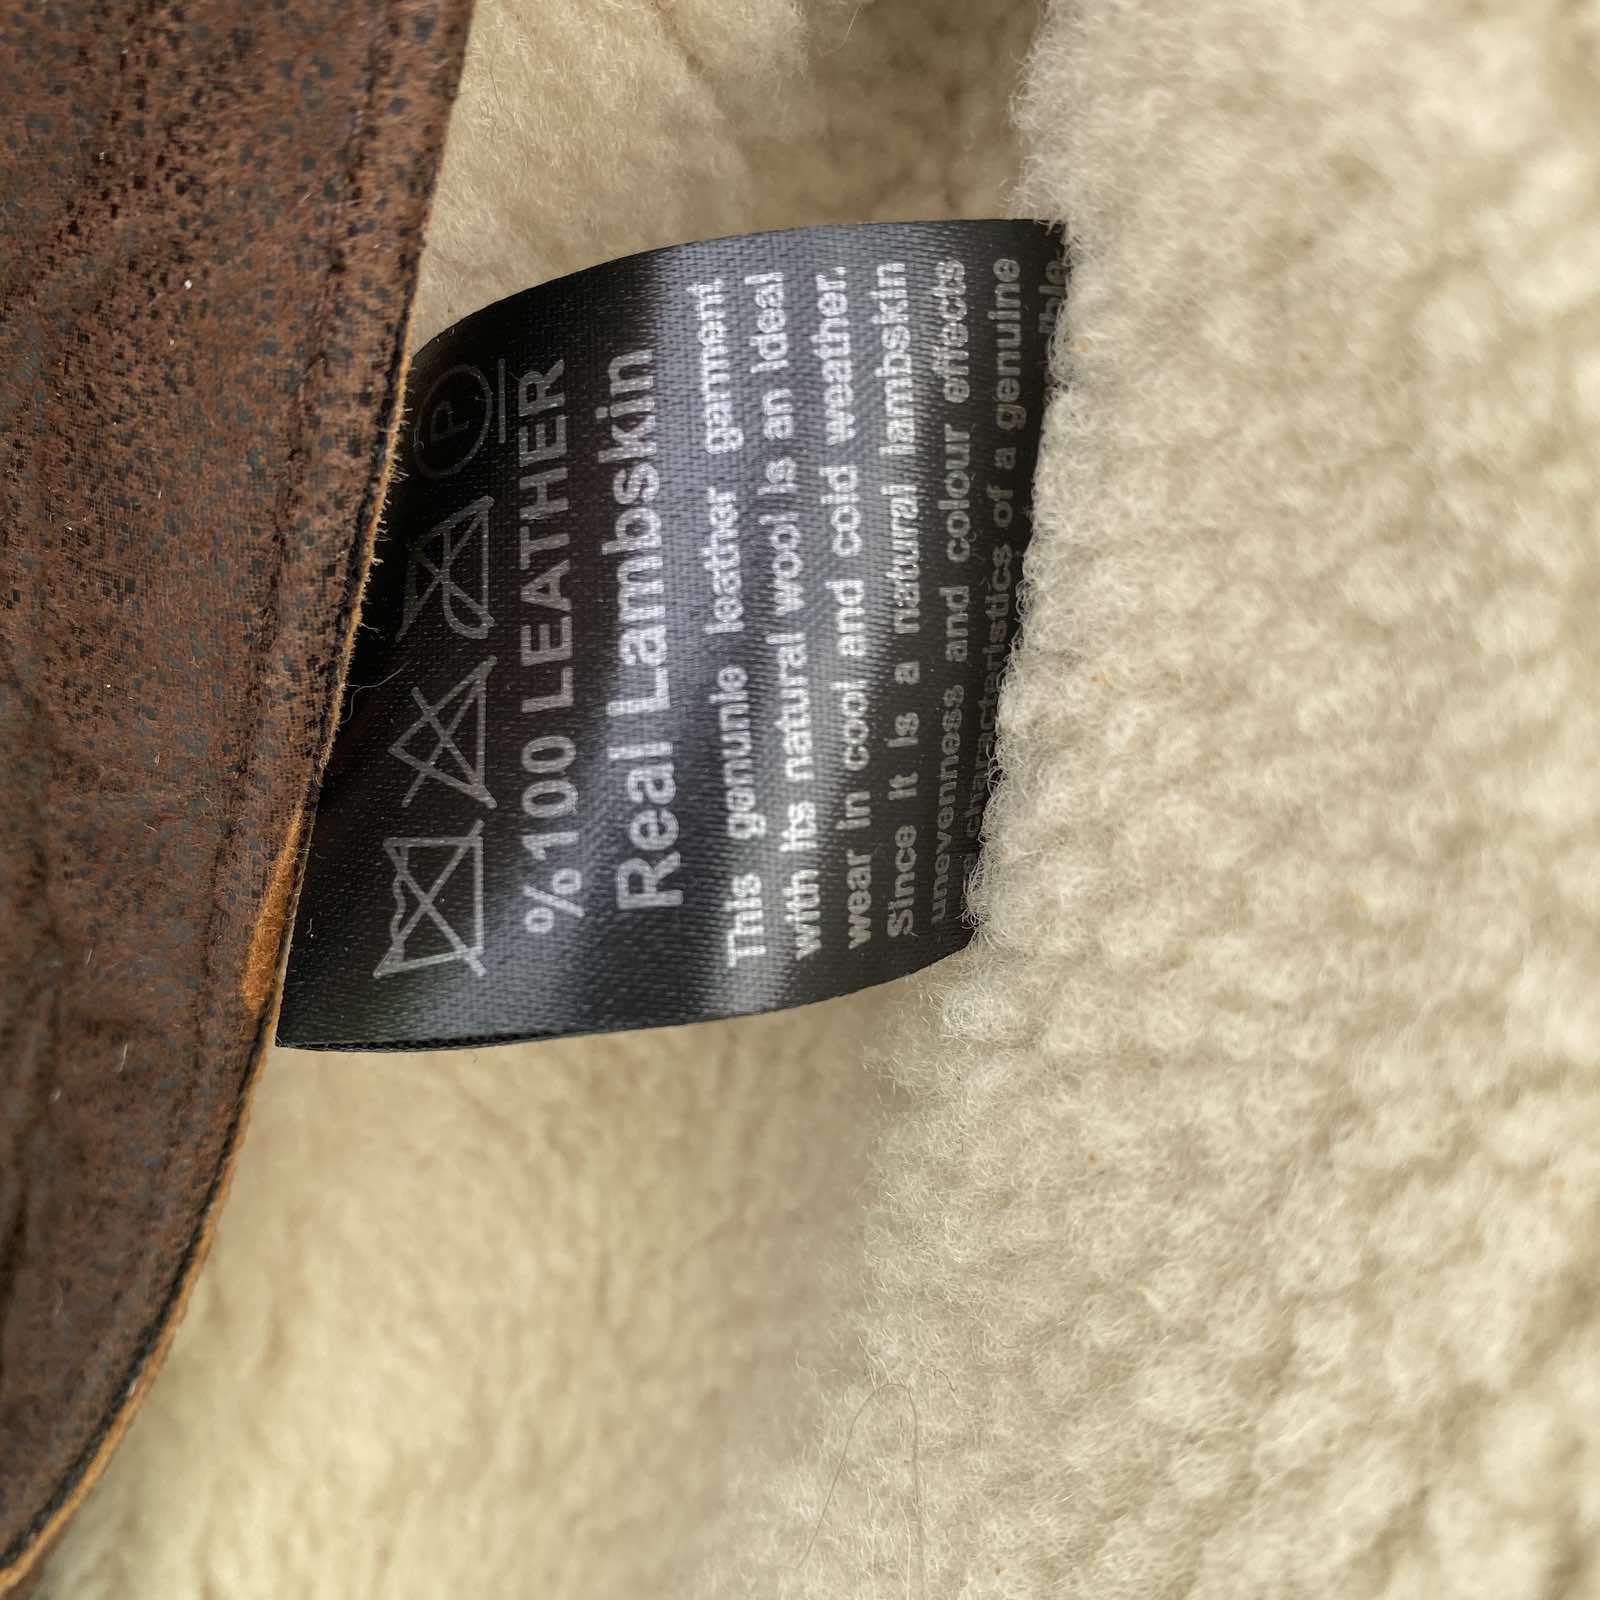 P
%100 LEATHER
Real Lambskin
This genunie leather garment
with its natural wool is an ideal
wear in cool and cold weather.
Since it is a natural lambskin
unevenness and colour effects
characteristics of a genuine